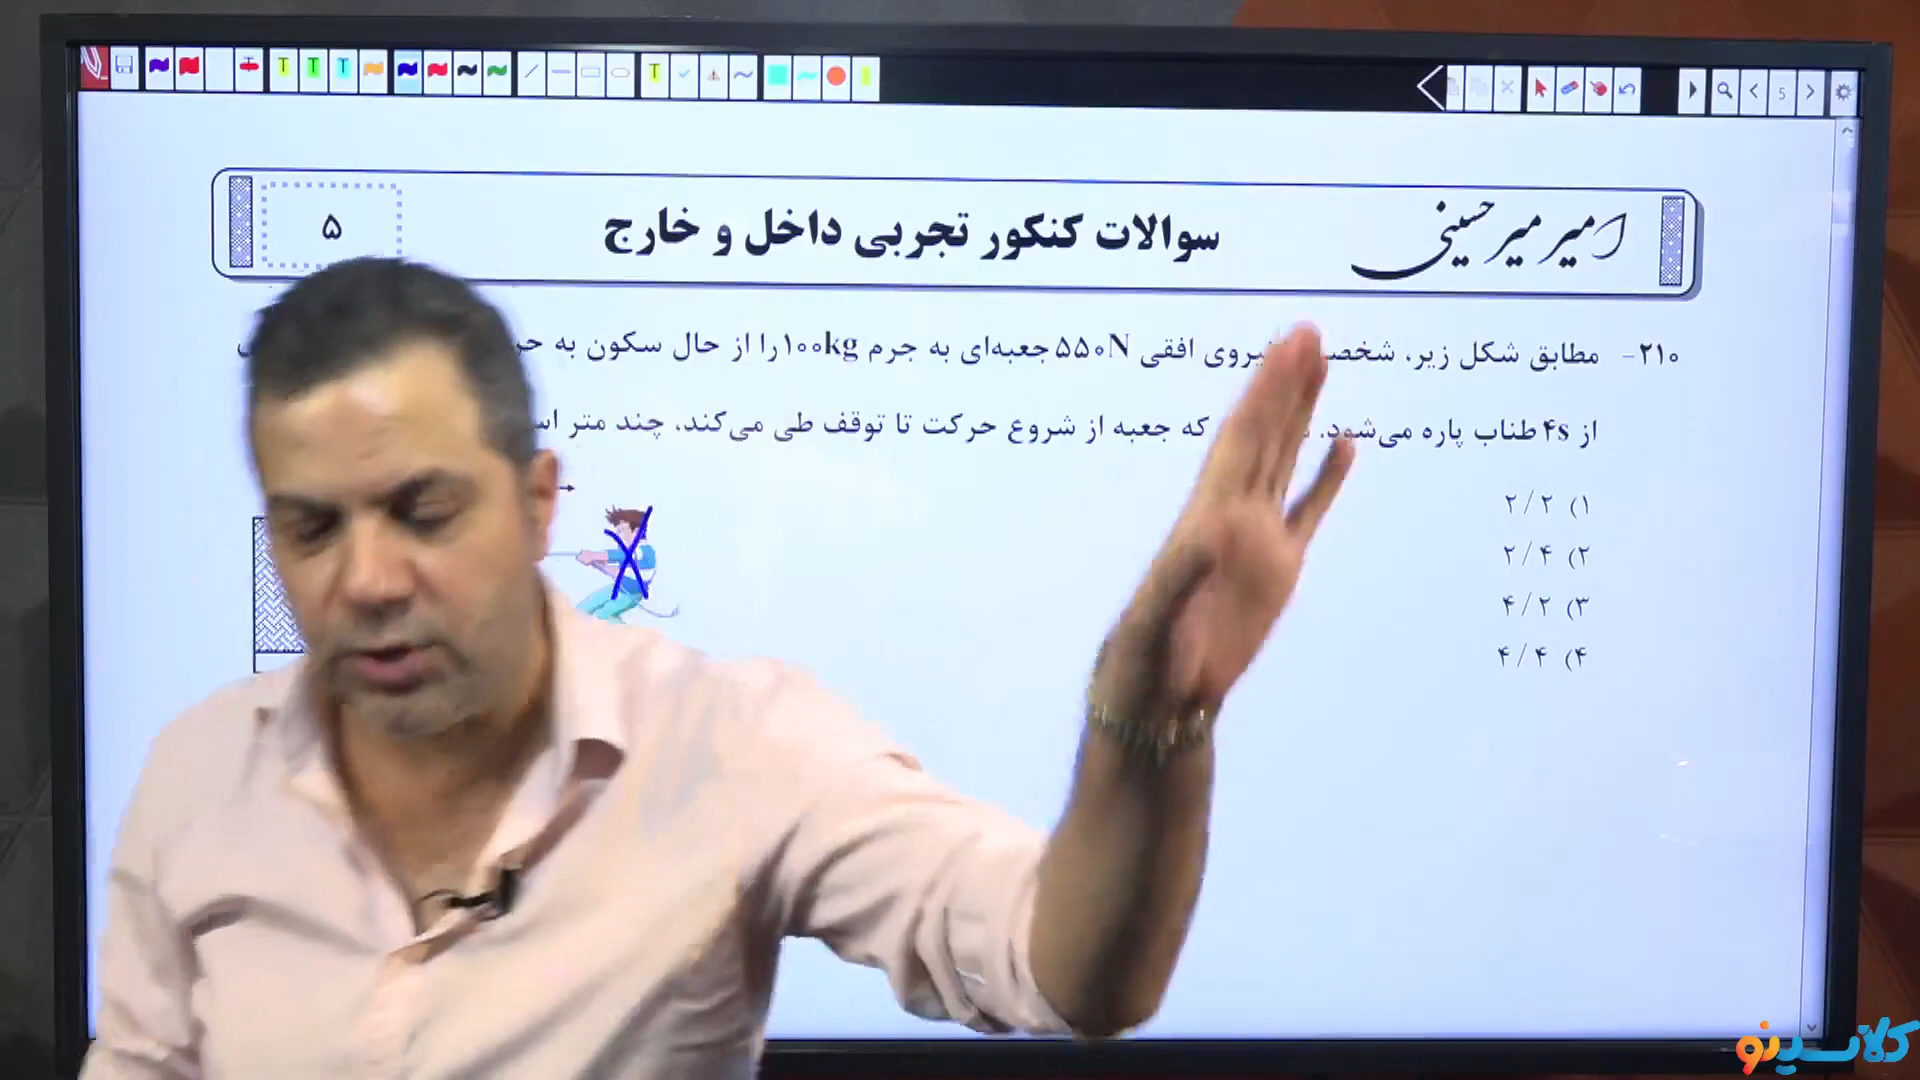 ۵
سوالات کنکور تجربی داخل و خارج
امیر میرحسینی
۲۱۰- مطابق شکل زیر، نیروی افقی ۵۵۰N جعبه‌ای به جرم ۱۰۰kg را از حال سکون به
از ۴s طناب پاره می‌شود. که جعبه از شروع حرکت تا توقف طی می‌کند، چند متر
۱) ۲/۲
۲) ۲/۴
۳) ۴/۲
۴) ۴/۴
کلاسینو